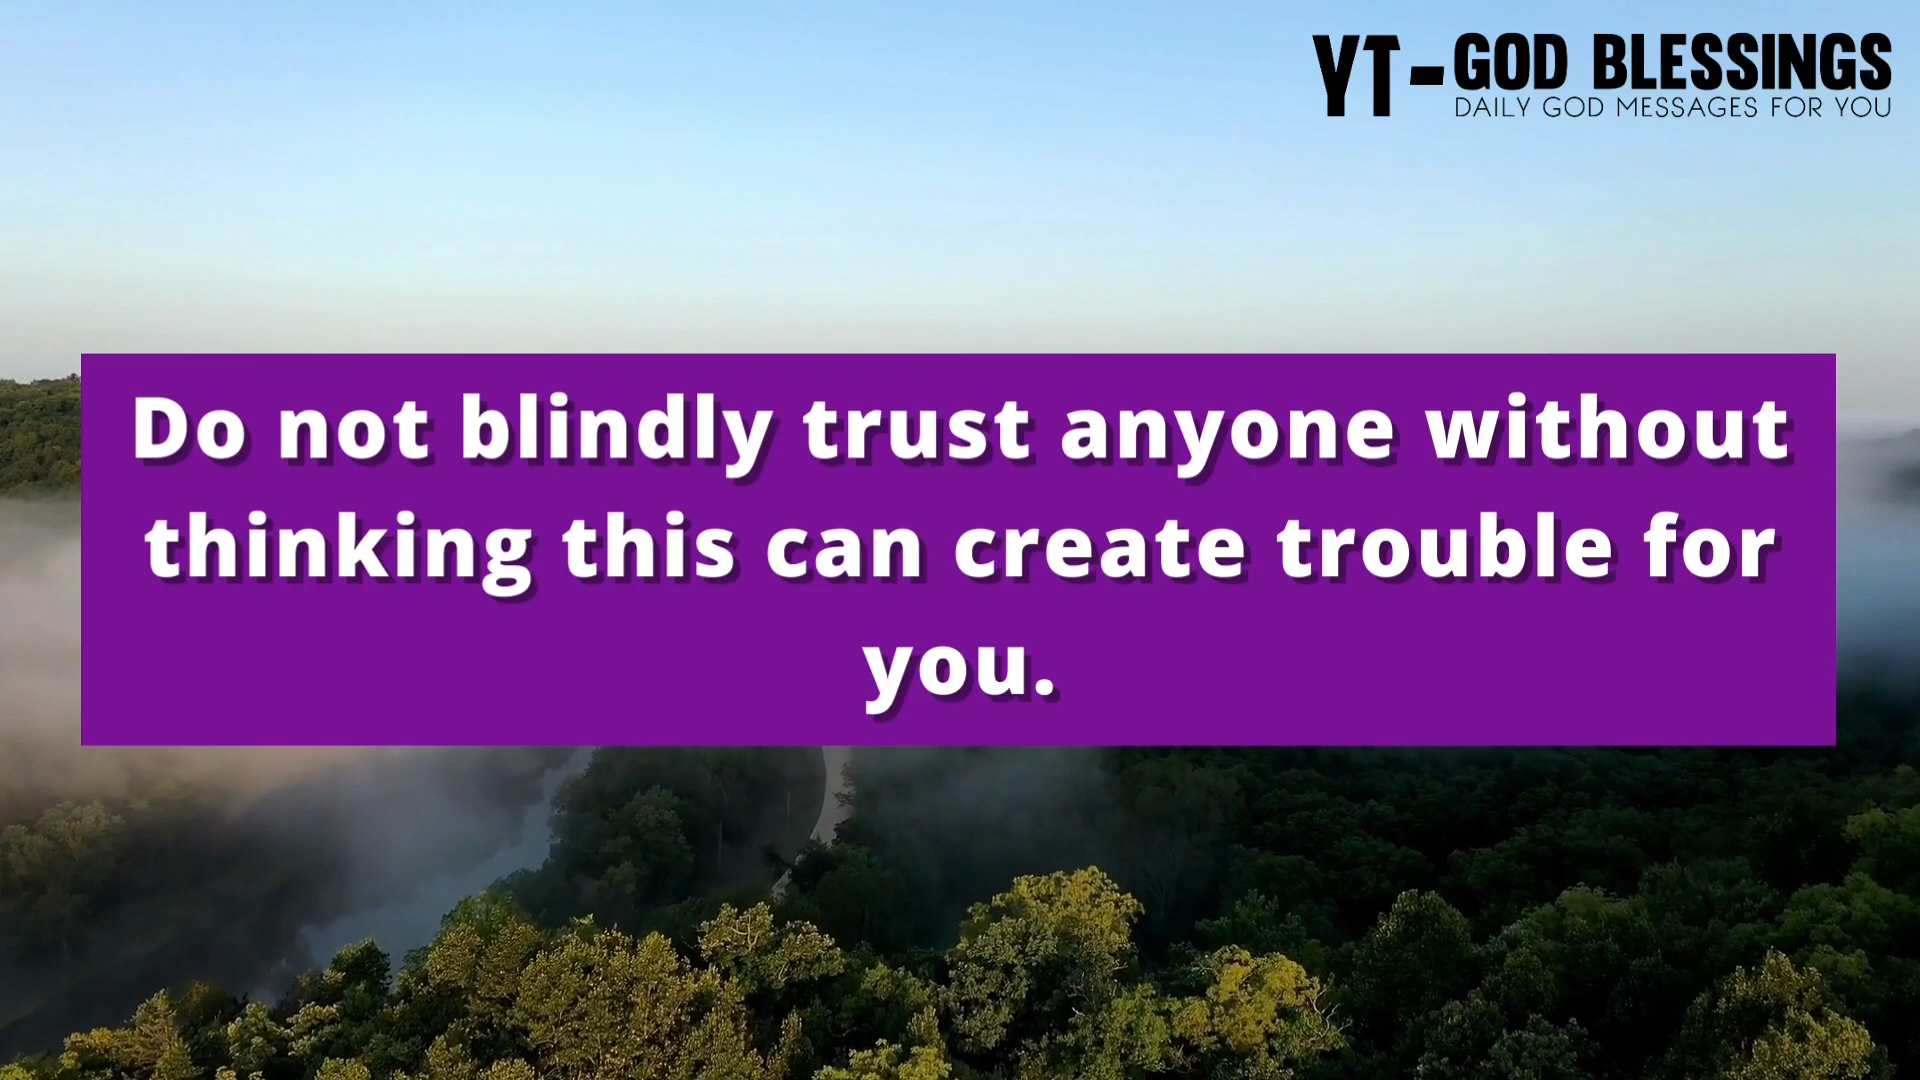 YT-GOD BLESSINGS
DAILY GOD MESSAGES FOR YOU
Do not blindly trust anyone without
thinking this can create trouble for
you.